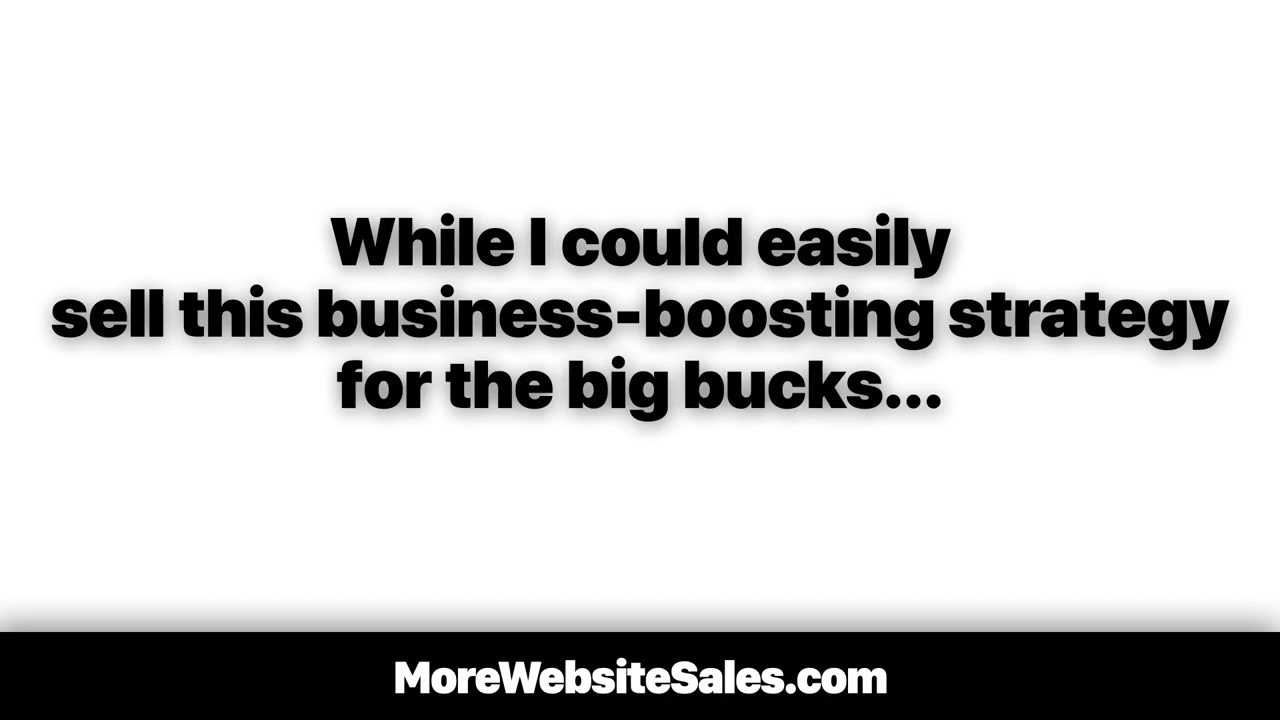 While I could easily
sell this business-boosting strategy
for the big bucks...
MoreWebsiteSales.com